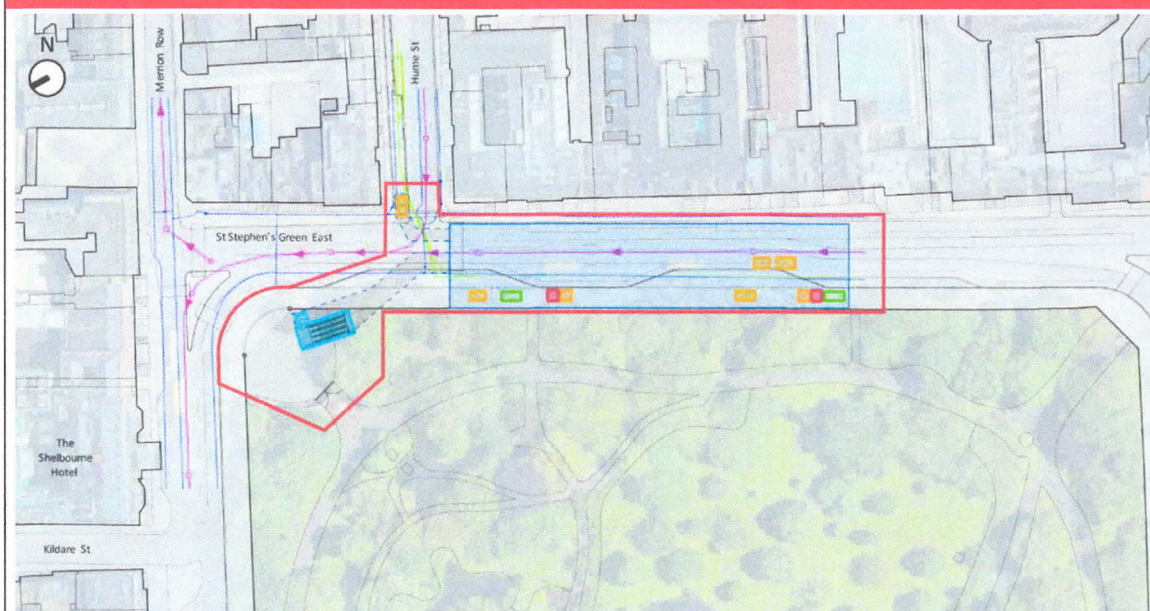 N
Merrion Row
Hume St
St Stephen's Green East
The
Shelbourne
Hotel
Kildare St